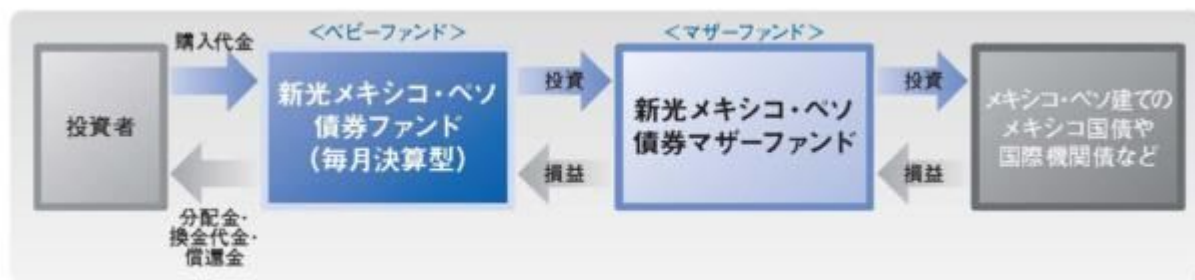 投資者
購入代金
分配金・
換金代金・
償還金
<ベビーファンド>
新光メキシコ・ペソ
債券ファンド
(毎月決算型)
投資
損益
<マザーファンド>
新光メキシコ・ペソ
債券マザーファンド
投資
損益
メキシコ・ペソ建ての
メキシコ国債や
国際機関債など